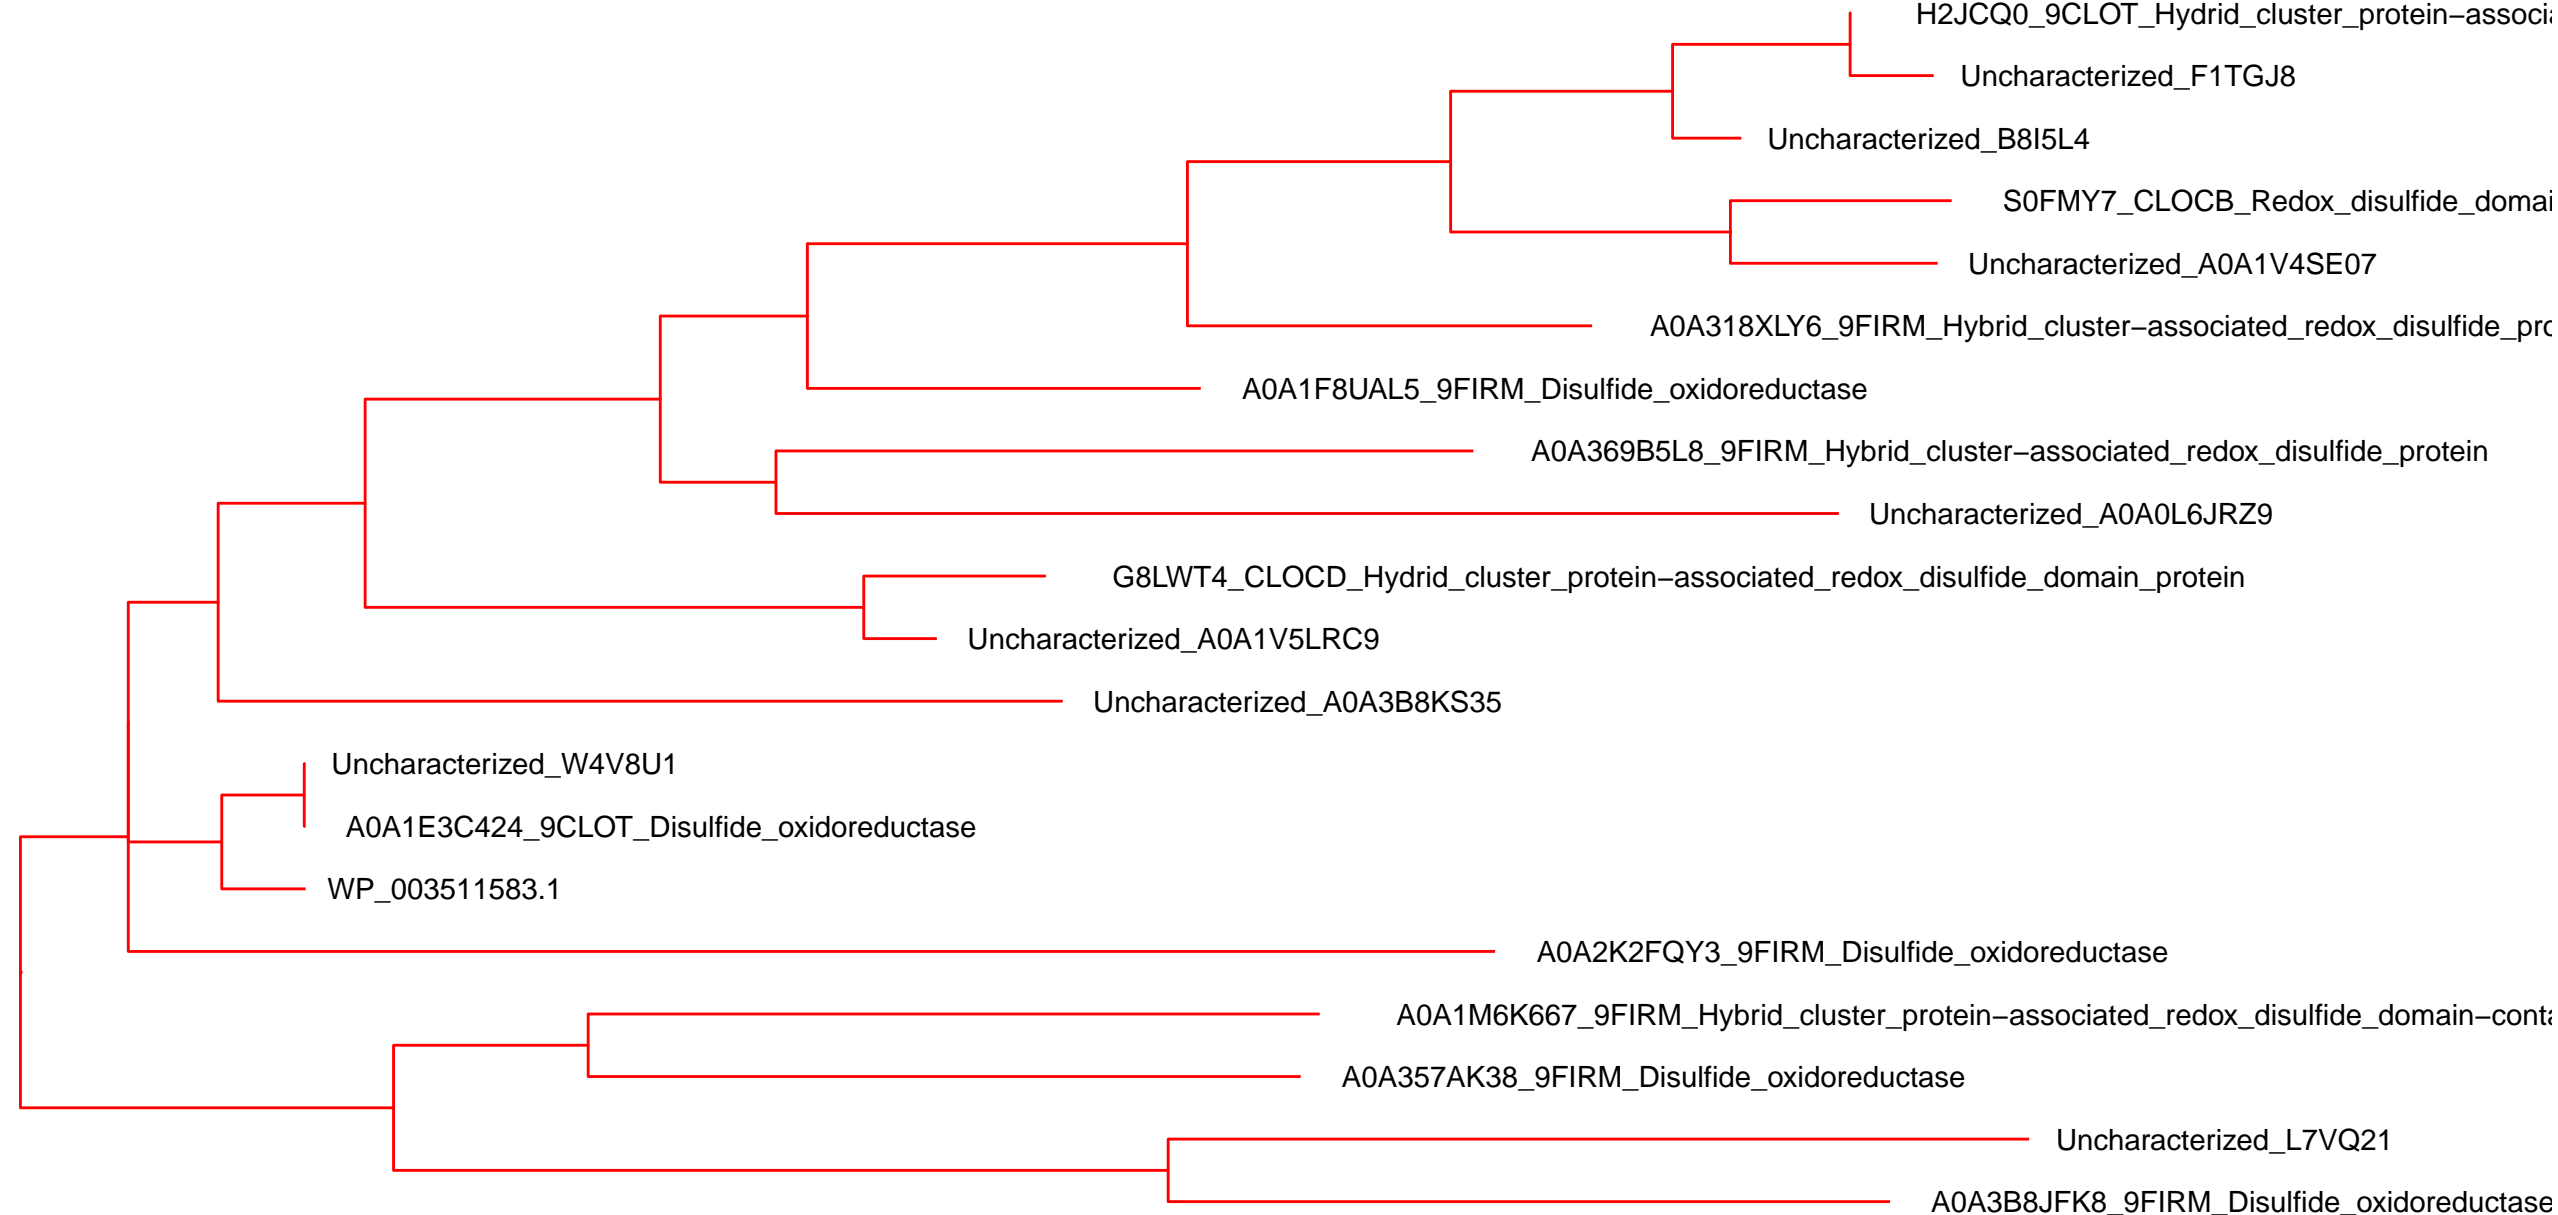 H2JCQ0_9CLOT_Hydrid_cluster_protein−associ
Uncharacterized_F1TGJ8
Uncharacterized_B8I5L4
S0FMY7_CLOCB_Redox_disulfide_domai
Uncharacterized_A0A1V4SE07
A0A318XLY6_9FIRM_Hybrid_cluster−associated_redox_disulfide_pro
A0A1F8UAL5_9FIRM_Disulfide_oxidoreductase
A0A369B5L8_9FIRM_Hybrid_cluster−associated_redox_disulfide_protein
Uncharacterized_A0A0L6JRZ9
G8LWT4_CLOCD_Hydrid_cluster_protein−associated_redox_disulfide_domain_protein
Uncharacterized_A0A1V5LRC9
Uncharacterized_A0A3B8KS35
Uncharacterized_W4V8U1
A0A1E3C424_9CLOT_Disulfide_oxidoreductase
WP_003511583.1
A0A2K2FQY3_9FIRM_Disulfide_oxidoreductase
A0A1M6K667_9FIRM_Hybrid_cluster_protein−associated_redox_disulfide_domain−conta
A0A357AK38_9FIRM_Disulfide_oxidoreductase
Uncharacterized_L7VQ21
A0A3B8JFK8_9FIRM_Disulfide_oxidoreductase